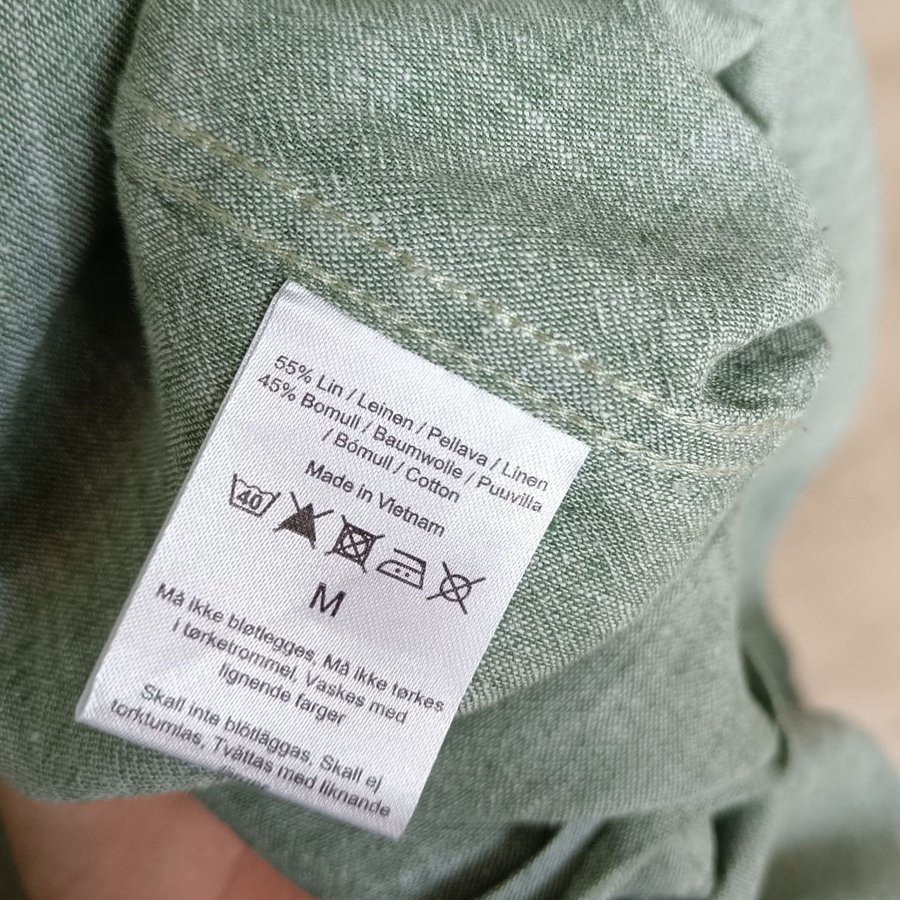 55% Lin / Leinen / Pellava / Linen
45% Bomull / Baumwolle / Puuvilla
/ Bómull / Cotton
Made in Vietnam
40
M
Må ikke bløtlegges, Må ikke tørkes
i tørketrommel, Vaskes med
lignende farger
Skall inte blötläggas, Skall ej
torktumlas, Tvättas med liknande